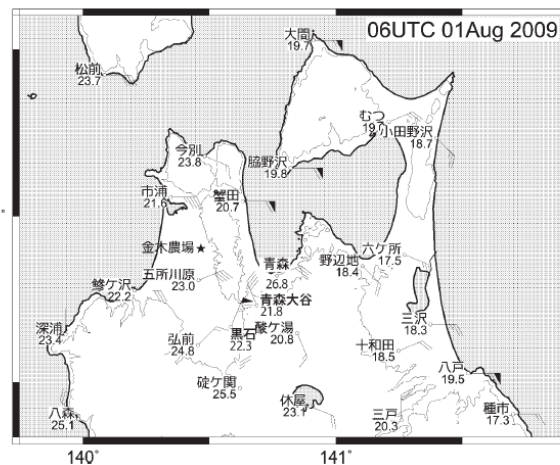 06UTC 01Aug 2009
大間
19.7
松前
23.7
むつ
19.7
小田野沢
18.7
今別
23.8
脇野沢
19.8
市浦
21.6
蟹田
20.7
金木農場★
青森
26.8
野辺地
18.4
六ケ所
17.5
五所川原
23.0
鰺ケ沢
22.2
青森大谷
21.8
三沢
18.3
深浦
23.4
弘前
24.8
黒石
22.3
酸ケ湯
20.8
十和田
18.5
碇ケ関
25.5
八戸
19.5
休屋
23.1
八森
25.1
三戸
20.3
種市
17.3
140°
141°